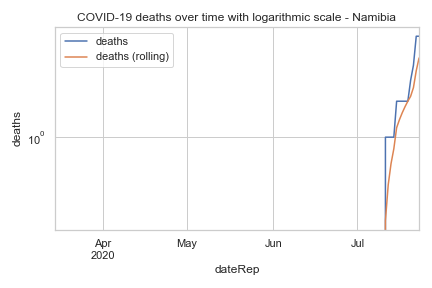 COVID-19 deaths over time with logarithmic scale - Namibia
deaths
deaths (rolling)
deaths
10⁰
Apr
2020
May
Jun
Jul
dateRep